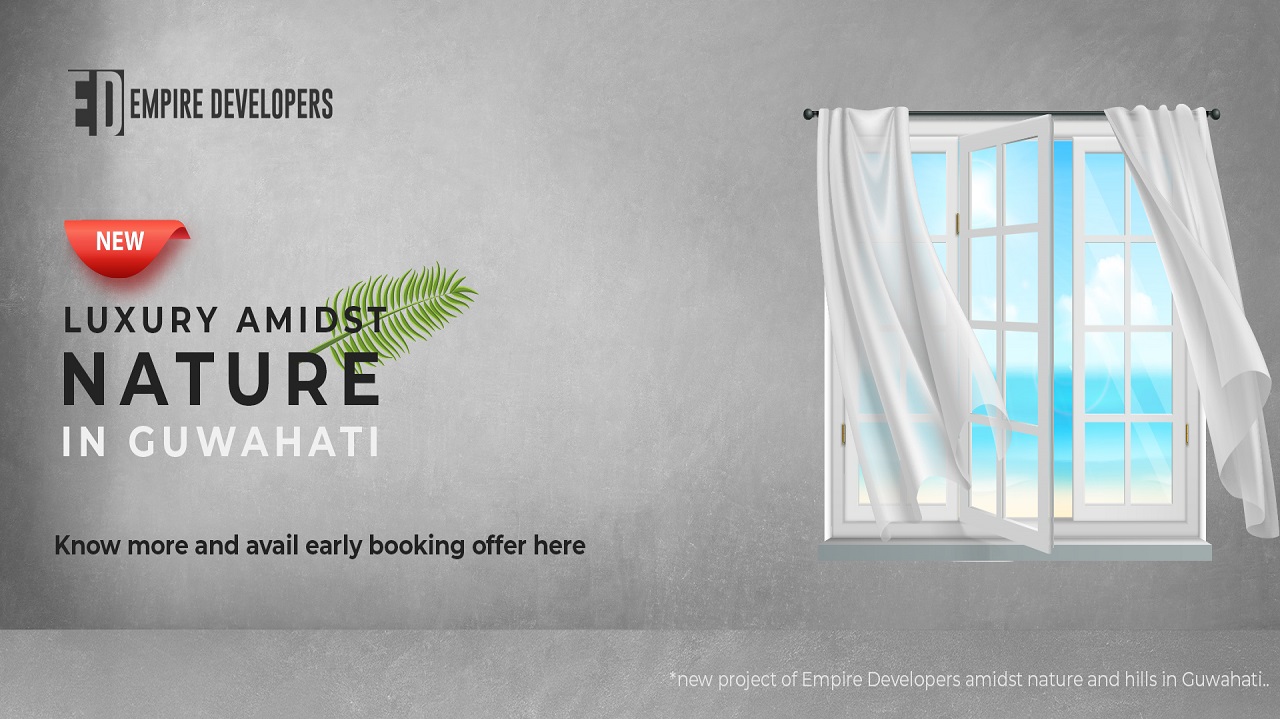 ED EMPIRE DEVELOPERS
NEW
LUXURY AMIDST
NATURE
IN GUWAHATI
Know more and avail early booking offer here
*new project of Empire Developers amidst nature and hills in Guwahati..